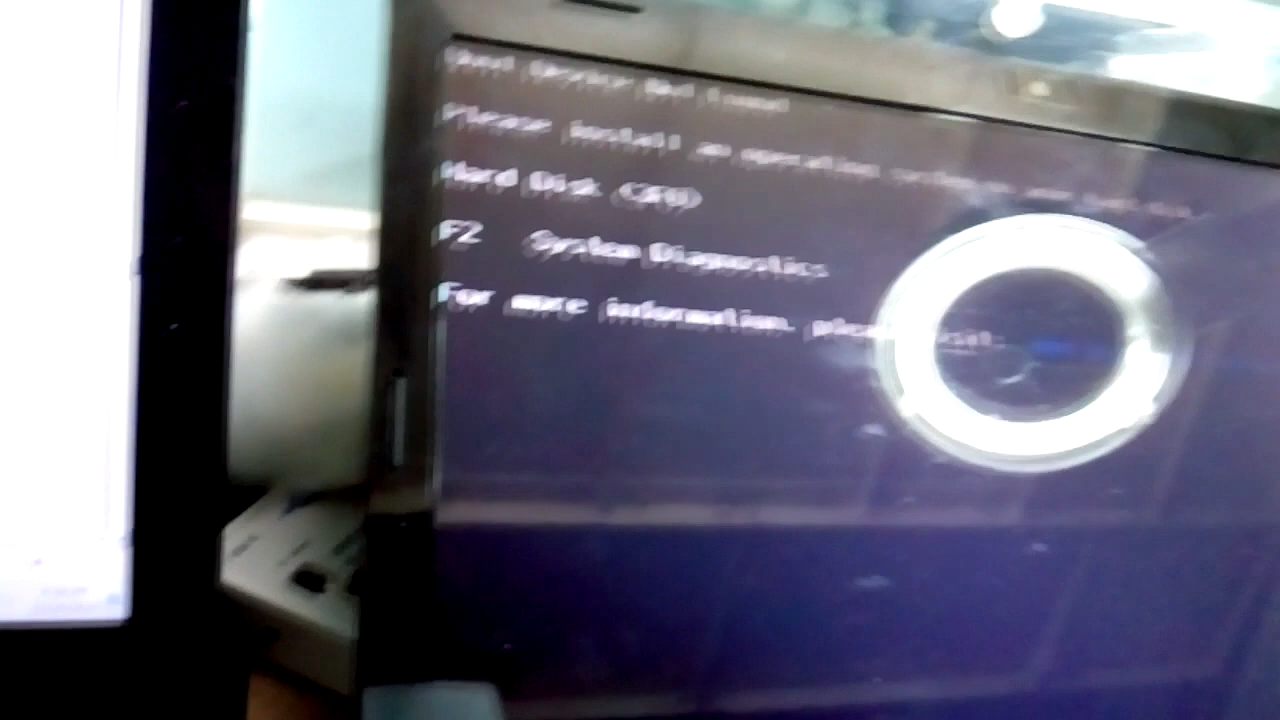 Boot Device Not Found
Please install an operating system on your hard disk.
Hard Disk (3F0)
F2 System Diagnostics
For more information, please visit: